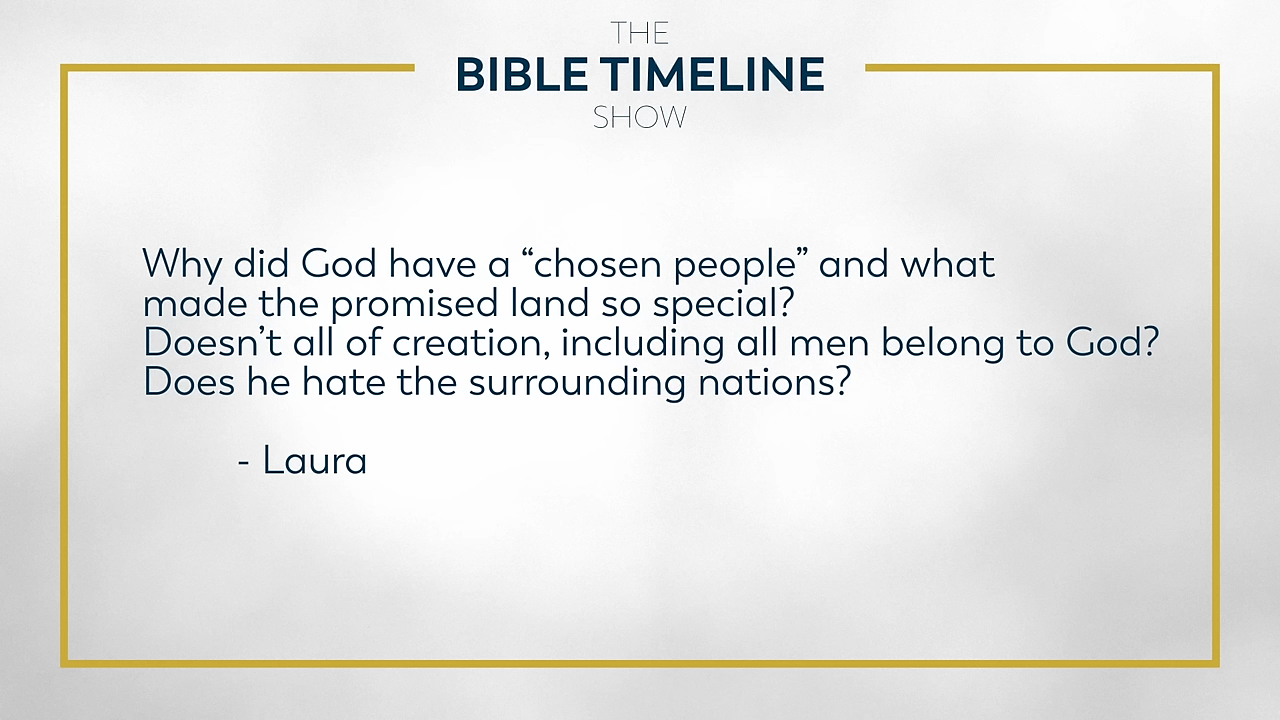 THE
BIBLE TIMELINE
SHOW
Why did God have a “chosen people” and what
made the promised land so special?
Doesn’t all of creation, including all men belong to God?
Does he hate the surrounding nations?
- Laura